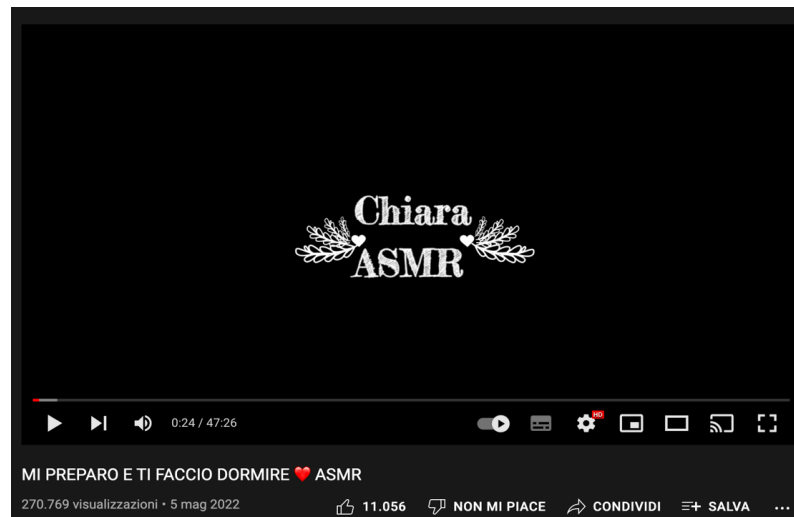 Chiara
ASMR
HD
0:24 / 47:26
MI PREPARO E TI FACCIO DORMIRE ❤️ ASMR
270.769 visualizzazioni • 5 mag 2022 11.056 NON MI PIACE CONDIVIDI SALVA ...